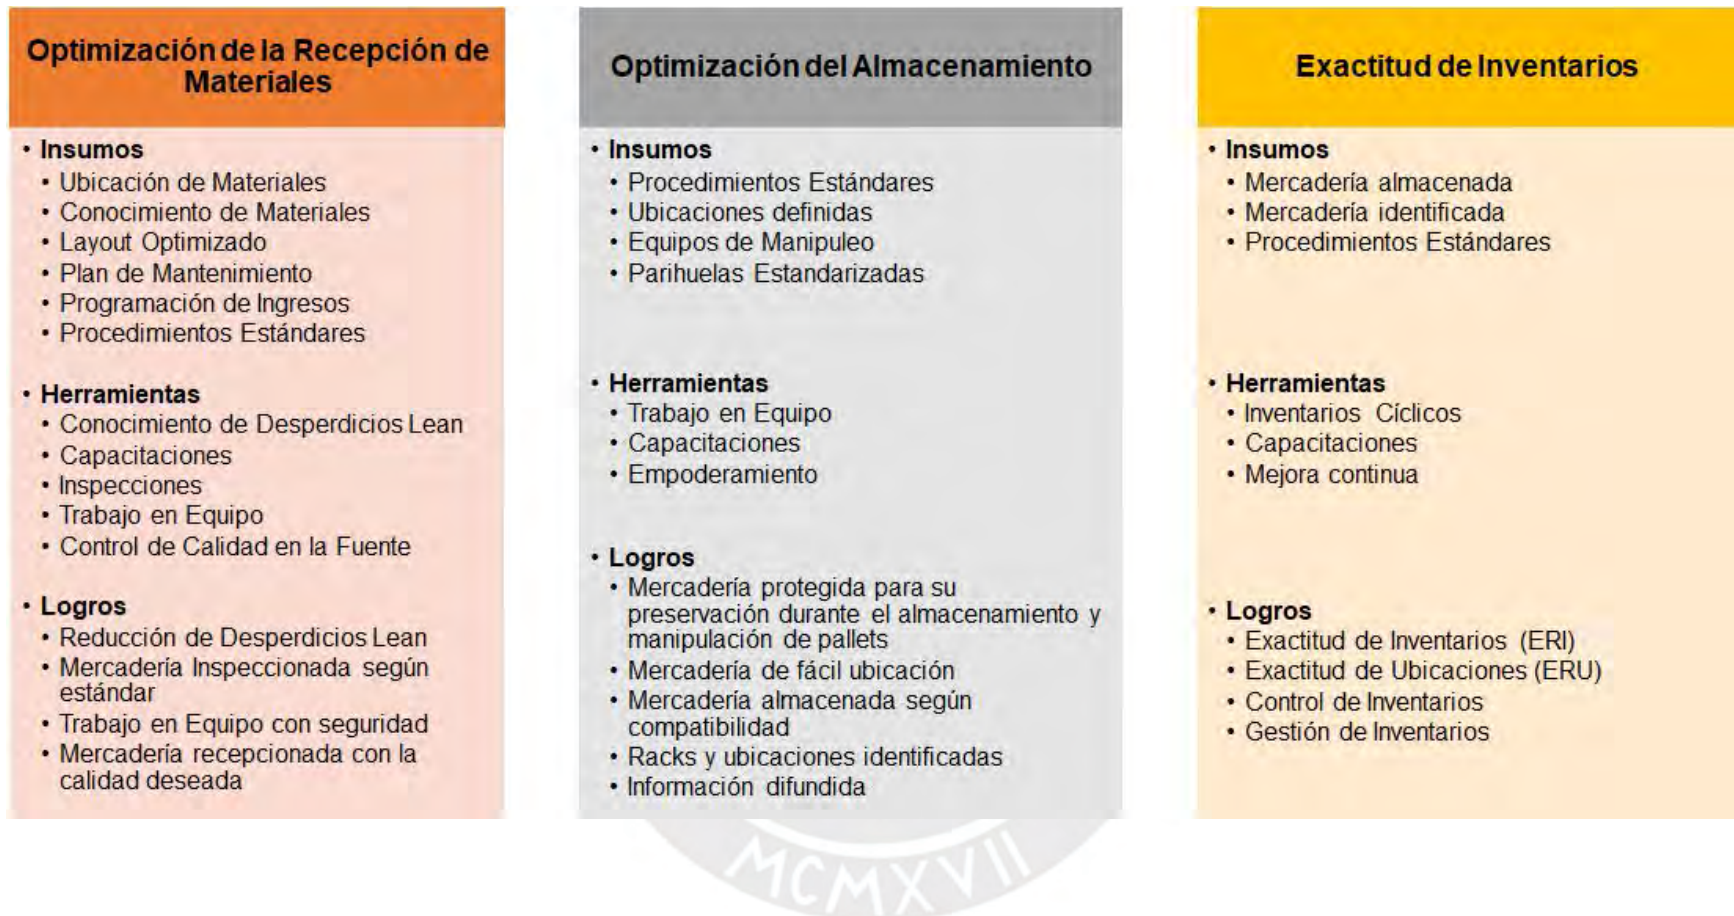 Optimización de la Recepción de
Materiales
• Insumos
• Ubicación de Materiales
• Conocimiento de Materiales
• Layout Optimizado
• Plan de Mantenimiento
• Programación de Ingresos
• Procedimientos Estándares
• Herramientas
• Conocimiento de Desperdicios Lean
• Capacitaciones
• Inspecciones
• Trabajo en Equipo
• Control de Calidad en la Fuente
• Logros
• Reducción de Desperdicios Lean
• Mercadería Inspeccionada según
estándar
• Trabajo en Equipo con seguridad
• Mercadería recepcionada con la
calidad deseada
Optimización del Almacenamiento
• Insumos
• Procedimientos Estándares
• Ubicaciones definidas
• Equipos de Manipuleo
• Parihuelas Estandarizadas
• Herramientas
• Trabajo en Equipo
• Capacitaciones
• Empoderamiento
• Logros
• Mercadería protegida para su
preservación durante el almacenamiento y
manipulación de pallets
• Mercadería de fácil ubicación
• Mercadería almacenada según
compatibilidad
• Racks y ubicaciones identificadas
• Información difundida
Exactitud de Inventarios
• Insumos
• Mercadería almacenada
• Mercadería identificada
• Procedimientos Estándares
• Herramientas
• Inventarios Cíclicos
• Capacitaciones
• Mejora continua
• Logros
• Exactitud de Inventarios (ERI)
• Exactitud de Ubicaciones (ERU)
• Control de Inventarios
• Gestión de Inventarios
MCMXVII